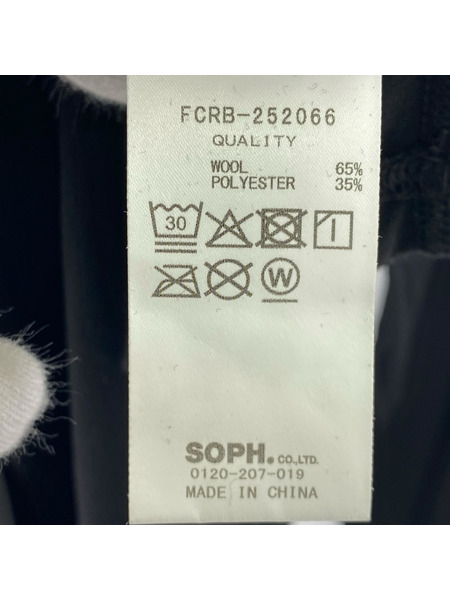 FCRB-252066
QUALITY
WOOL 65%
POLYESTER 35%
30
W
SOPH. CO.,LTD.
0120-207-019
MADE IN CHINA